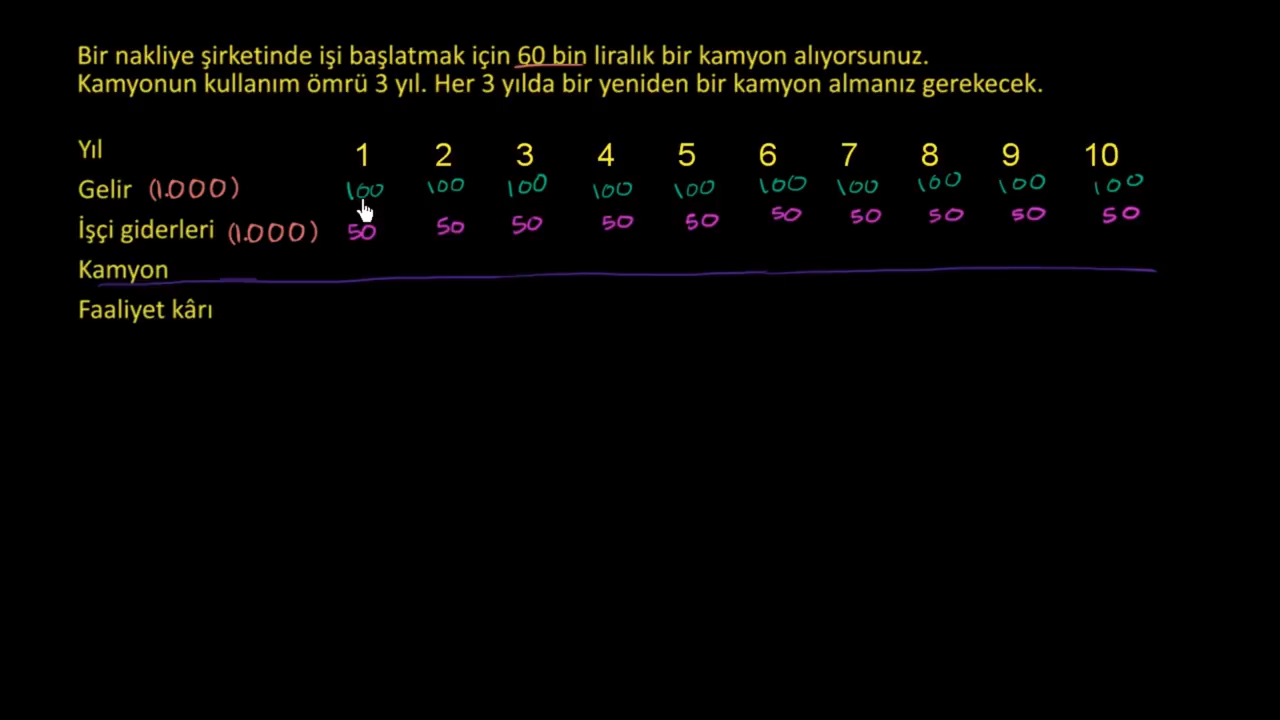 Bir nakliye şirketinde işi başlatmak için 60 bin liralık bir kamyon alıyorsunuz.
Kamyonun kullanım ömrü 3 yıl. Her 3 yılda bir yeniden bir kamyon almanız gerekecek.
Yıl 1 2 3 4 5 6 7 8 9 10
Gelir (1.000) 100 100 100 100 100 100 100 100 100 100
İşçi giderleri (1.000) 50 50 50 50 50 50 50 50 50 50
Kamyon
Faaliyet kârı